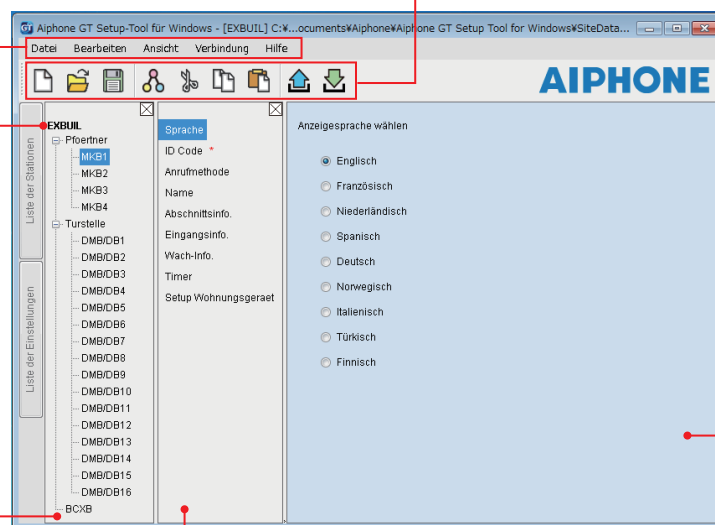 Aiphone GT Setup-Tool für Windows - [EXBUIL] C:¥...ocuments¥Aiphone¥Aiphone GT Setup Tool for Windows¥SiteData...
Datei Bearbeiten Ansicht Verbindung Hilfe
AIPHONE
Liste der Stationen
Liste der Einstellungen
EXBUIL
Pfoertner
MKB1
MKB2
MKB3
MKB4
Turstelle
DMB/DB1
DMB/DB2
DMB/DB3
DMB/DB4
DMB/DB5
DMB/DB6
DMB/DB7
DMB/DB8
DMB/DB9
DMB/DB10
DMB/DB11
DMB/DB12
DMB/DB13
DMB/DB14
DMB/DB15
DMB/DB16
BCXB
Sprache
ID Code *
Anrufmethode
Name
Abschnittsinfo.
Eingangsinfo.
Wach-Info.
Timer
Setup Wohnungsgeraet
Anzeigesprache wählen
Englisch
Französisch
Niederländisch
Spanisch
Deutsch
Norwegisch
Italienisch
Türkisch
Finnisch